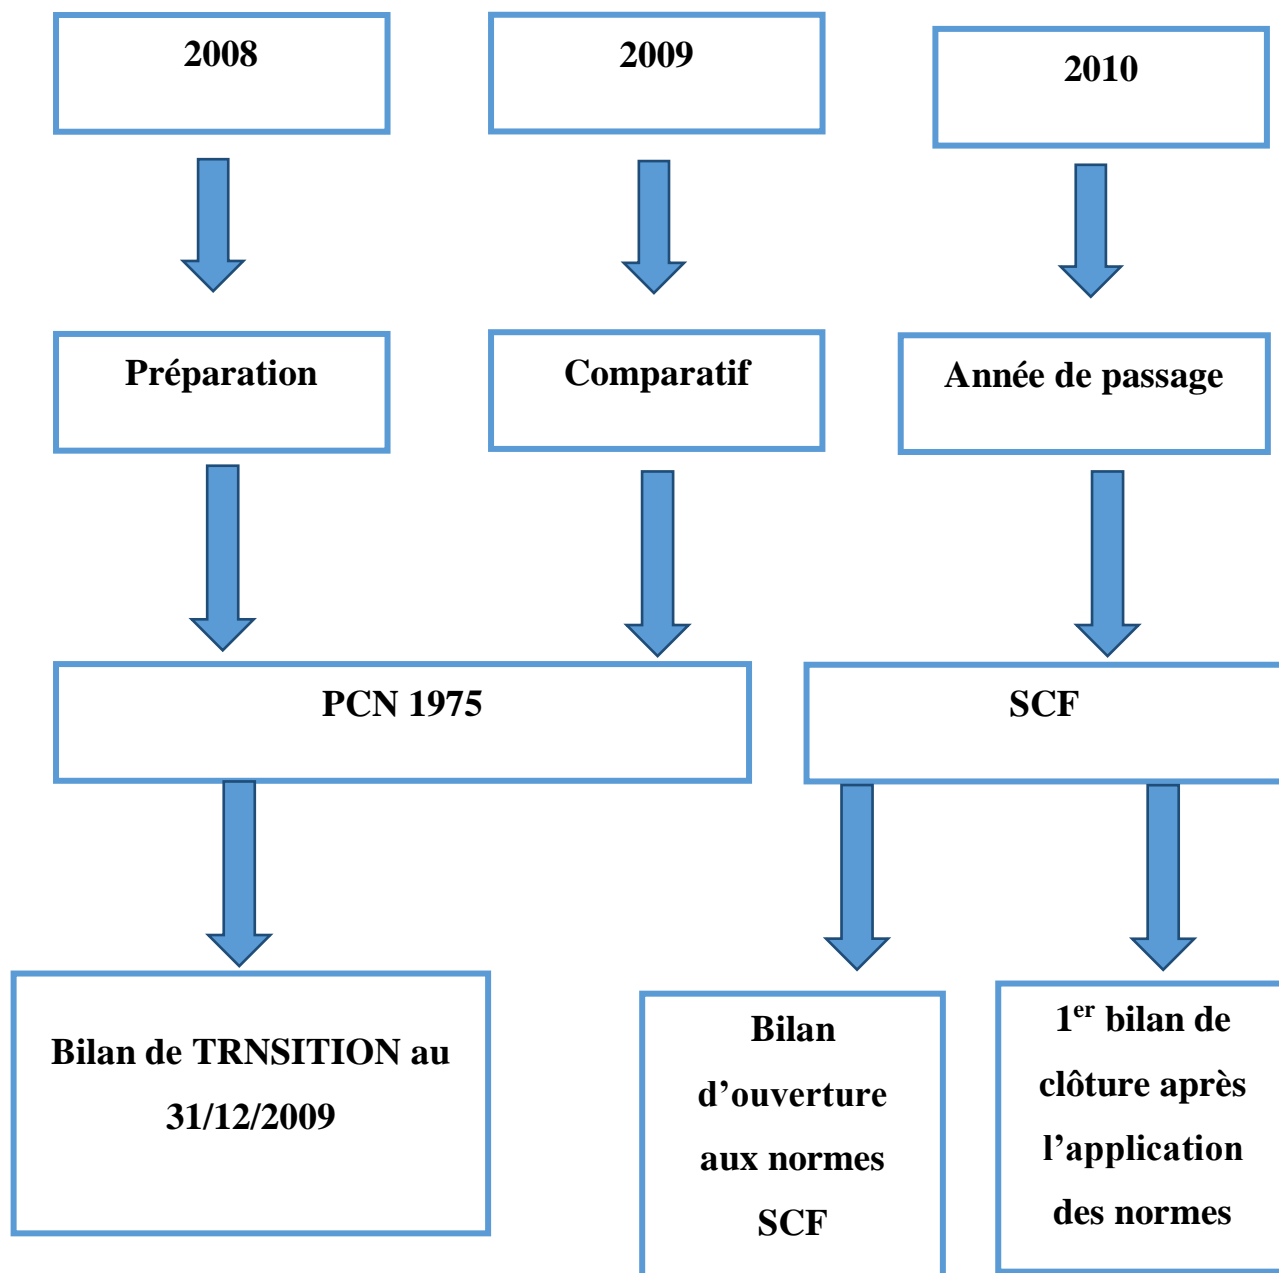 2008
2009
2010
Préparation
Comparatif
Année de passage
PCN 1975
SCF
Bilan de TRNSITION au
31/12/2009
Bilan
d’ouverture
aux normes
SCF
1er bilan de
clôture après
l’application
des normes